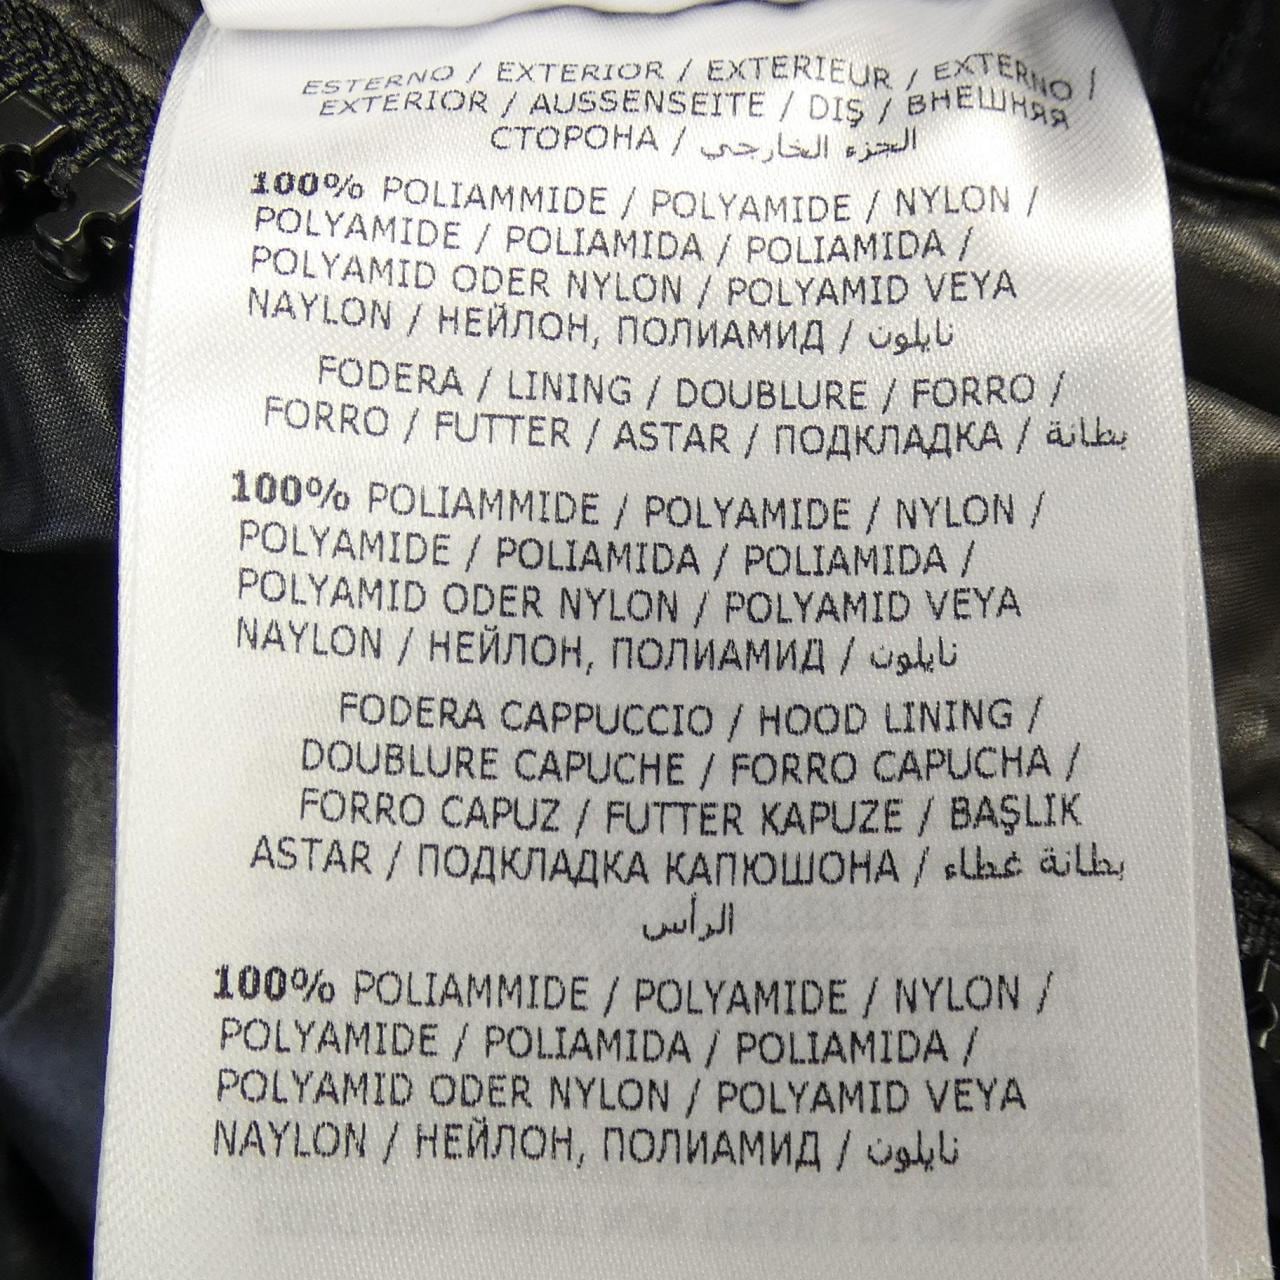 ESTERNO / EXTERIOR / EXTERIEUR / EXTERNO /
EXTERIOR / AUSSENSEITE / DIŞ / ВНЕШНЯЯ
СТОРОНА / الجزء الخارجي
100% POLIAMMIDE / POLYAMIDE / NYLON /
POLYAMIDE / POLIAMIDA / POLIAMIDA /
POLYAMID ODER NYLON / POLYAMID VEYA
NAYLON / НЕЙЛОН, ПОЛИАМИД / نايلون
FODERA / LINING / DOUBLURE / FORRO /
FORRO / FUTTER / ASTAR / ПОДКЛАДКА / بطانة
100% POLIAMMIDE / POLYAMIDE / NYLON /
POLYAMIDE / POLIAMIDA / POLIAMIDA /
POLYAMID ODER NYLON / POLYAMID VEYA
NAYLON / НЕЙЛОН, ПОЛИАМИД / نايلون
FODERA CAPPUCCIO / HOOD LINING /
DOUBLURE CAPUCHE / FORRO CAPUCHA /
FORRO CAPUZ / FUTTER KAPUZE / BAŞLIK
ASTAR / ПОДКЛАДКА КАПЮШОНА / بطانة غطاء
الرأس
100% POLIAMMIDE / POLYAMIDE / NYLON /
POLYAMIDE / POLIAMIDA / POLIAMIDA /
POLYAMID ODER NYLON / POLYAMID VEYA
NAYLON / НЕЙЛОН, ПОЛИАМИД / نايلون